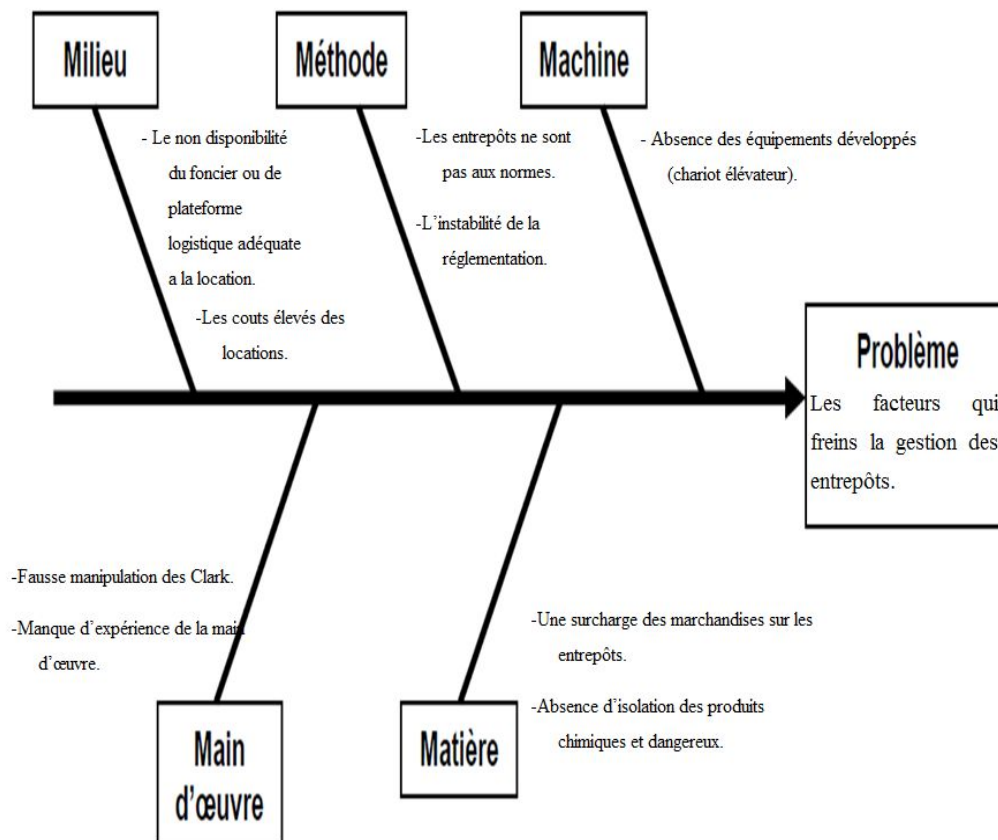 Milieu
Méthode
Machine
- Le non disponibilité
du foncier ou de
plateforme
logistique adéquate
a la location.
-Les couts élevés des
locations.
-Les entrepôts ne sont
pas aux normes.
-L’instabilité de la
réglementation.
- Absence des équipements développés
(chariot élévateur).
Problème
Les facteurs qui
freins la gestion des
entrepôts.
-Fausse manipulation des Clark.
-Manque d’expérience de la main
d’œuvre.
-Une surcharge des marchandises sur les
entrepôts.
-Absence d’isolation des produits
chimiques et dangereux.
Main
d’œuvre
Matière